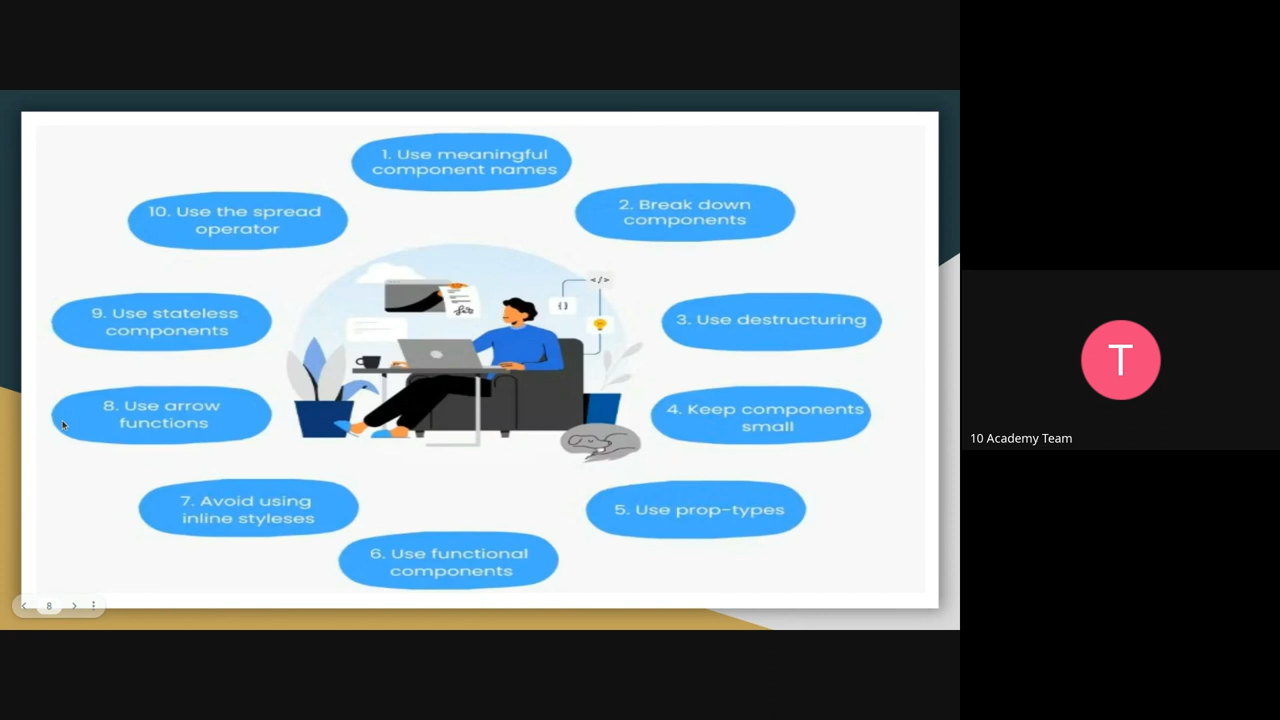 1. Use meaningful
component names
2. Break down
components
3. Use destructuring
4. Keep components
small
5. Use prop-types
6. Use functional
components
7. Avoid using
inline styleses
8. Use arrow
functions
9. Use stateless
components
10. Use the spread
operator
</>
{}
8
T
10 Academy Team